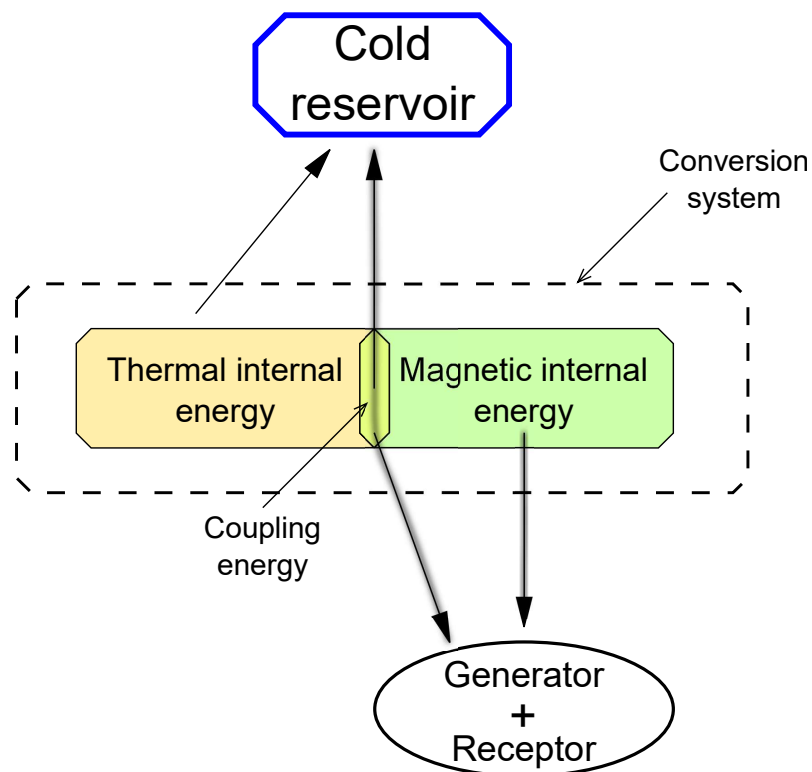 Cold
reservoir
Conversion
system
Thermal internal
energy
Magnetic internal
energy
Coupling
energy
Generator
+
Receptor